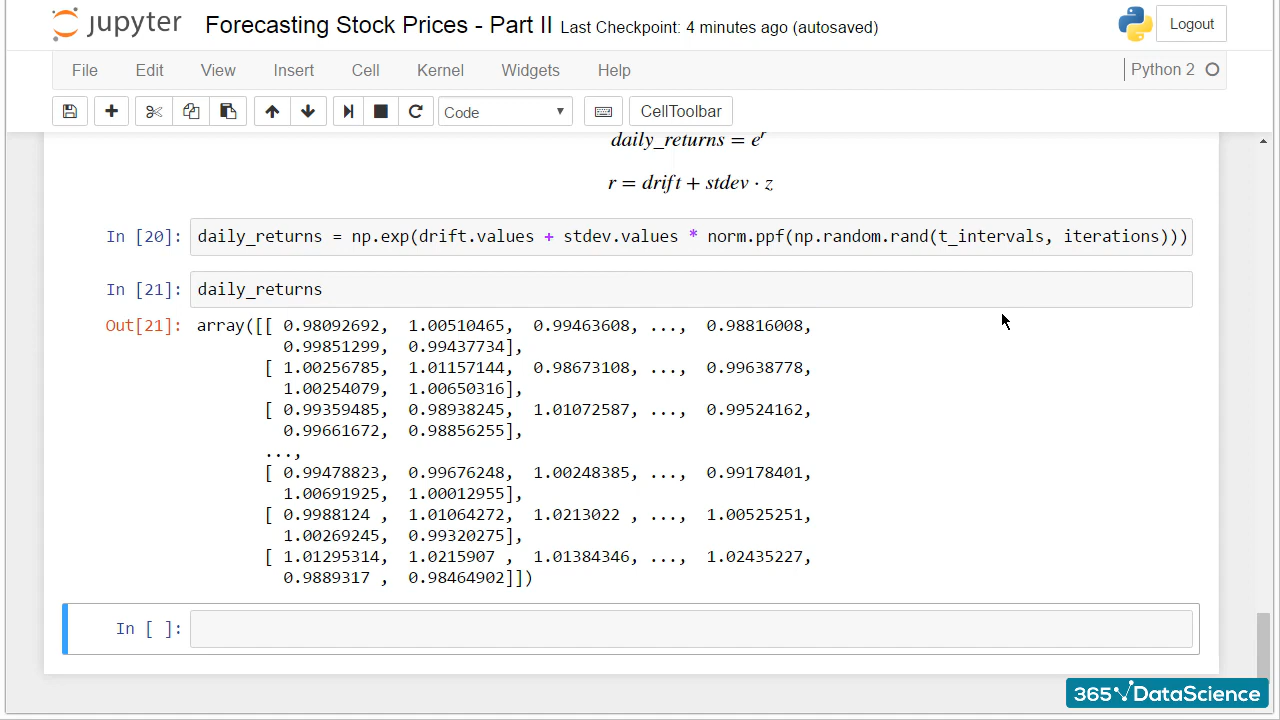 jupyter Forecasting Stock Prices - Part II Last Checkpoint: 4 minutes ago (autosaved) Logout
File Edit View Insert Cell Kernel Widgets Help Python 2
Code CellToolbar
daily_returns = e^r
r = drift + stdev · z
In [20]: daily_returns = np.exp(drift.values + stdev.values * norm.ppf(np.random.rand(t_intervals, iterations)))
In [21]: daily_returns
Out[21]: array([[ 0.98092692, 1.00510465, 0.99463608, ..., 0.98816008,
0.99851299, 0.99437734],
[ 1.00256785, 1.01157144, 0.98673108, ..., 0.99638778,
1.00254079, 1.00650316],
[ 0.99359485, 0.98938245, 1.01072587, ..., 0.99524162,
0.99661672, 0.98856255],
...,
[ 0.99478823, 0.99676248, 1.00248385, ..., 0.99178401,
1.00691925, 1.00012955],
[ 0.9988124 , 1.01064272, 1.0213022 , ..., 1.00525251,
1.00269245, 0.99320275],
[ 1.01295314, 1.0215907 , 1.01384346, ..., 1.02435227,
0.9889317 , 0.98464902]])
In [ ]:
365 DataScience